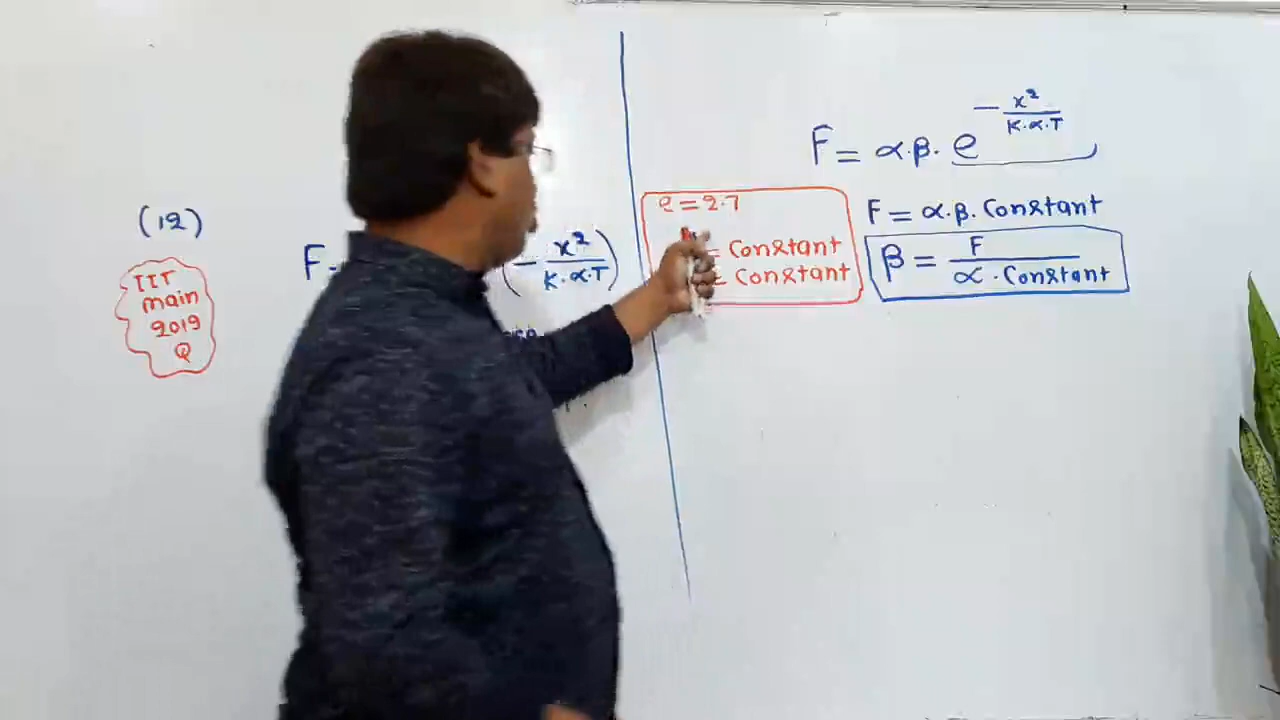 (12)
IIT
main
2019
Q
F
(- x²/K.α.T)
F = α.β. e^(- x²/K.α.T)
e = 2.7
= Constant
= Constant
F = α.β. Constant
β = F / α . Constant